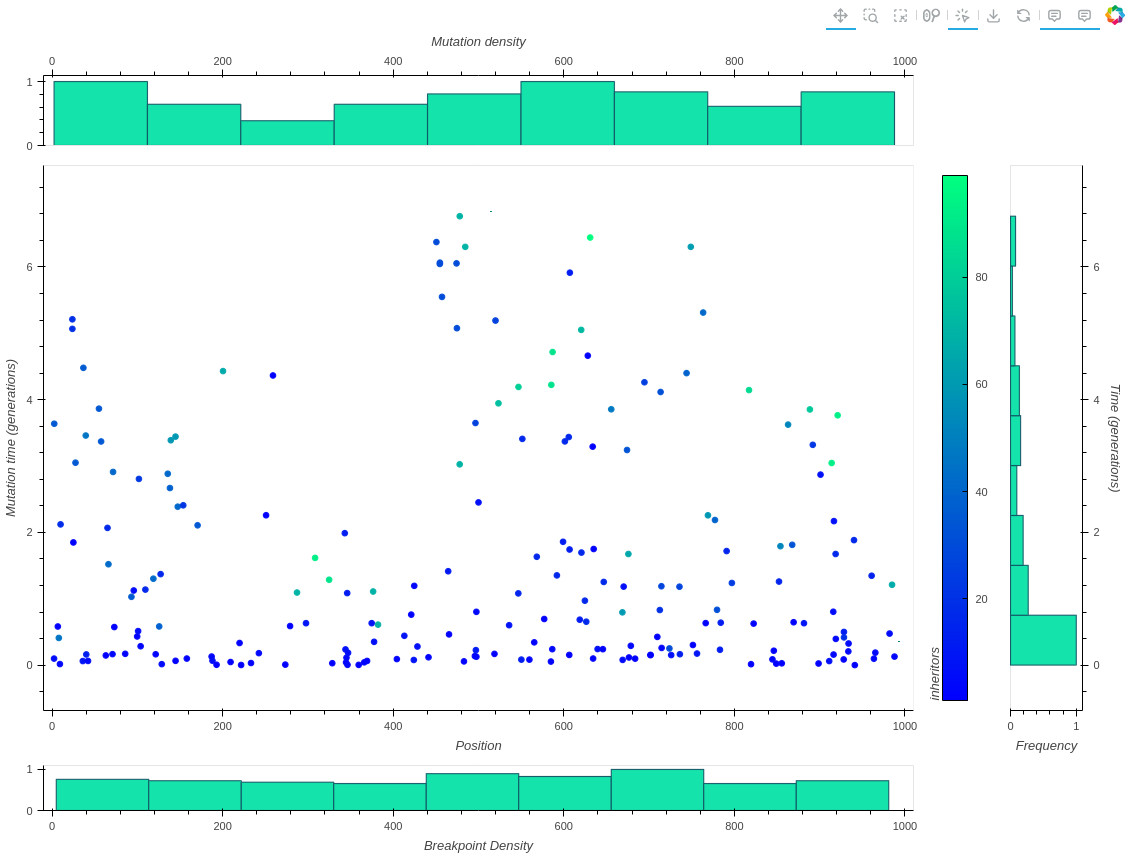 Mutation density
0 200 400 600 800 1000
1
0
Mutation time (generations)
6
4
2
0
0 200 400 600 800 1000
Position
80
60
40
20
inheritors
6
4
2
0
Time (generations)
0 1
Frequency
1
0
0 200 400 600 800 1000
Breakpoint Density